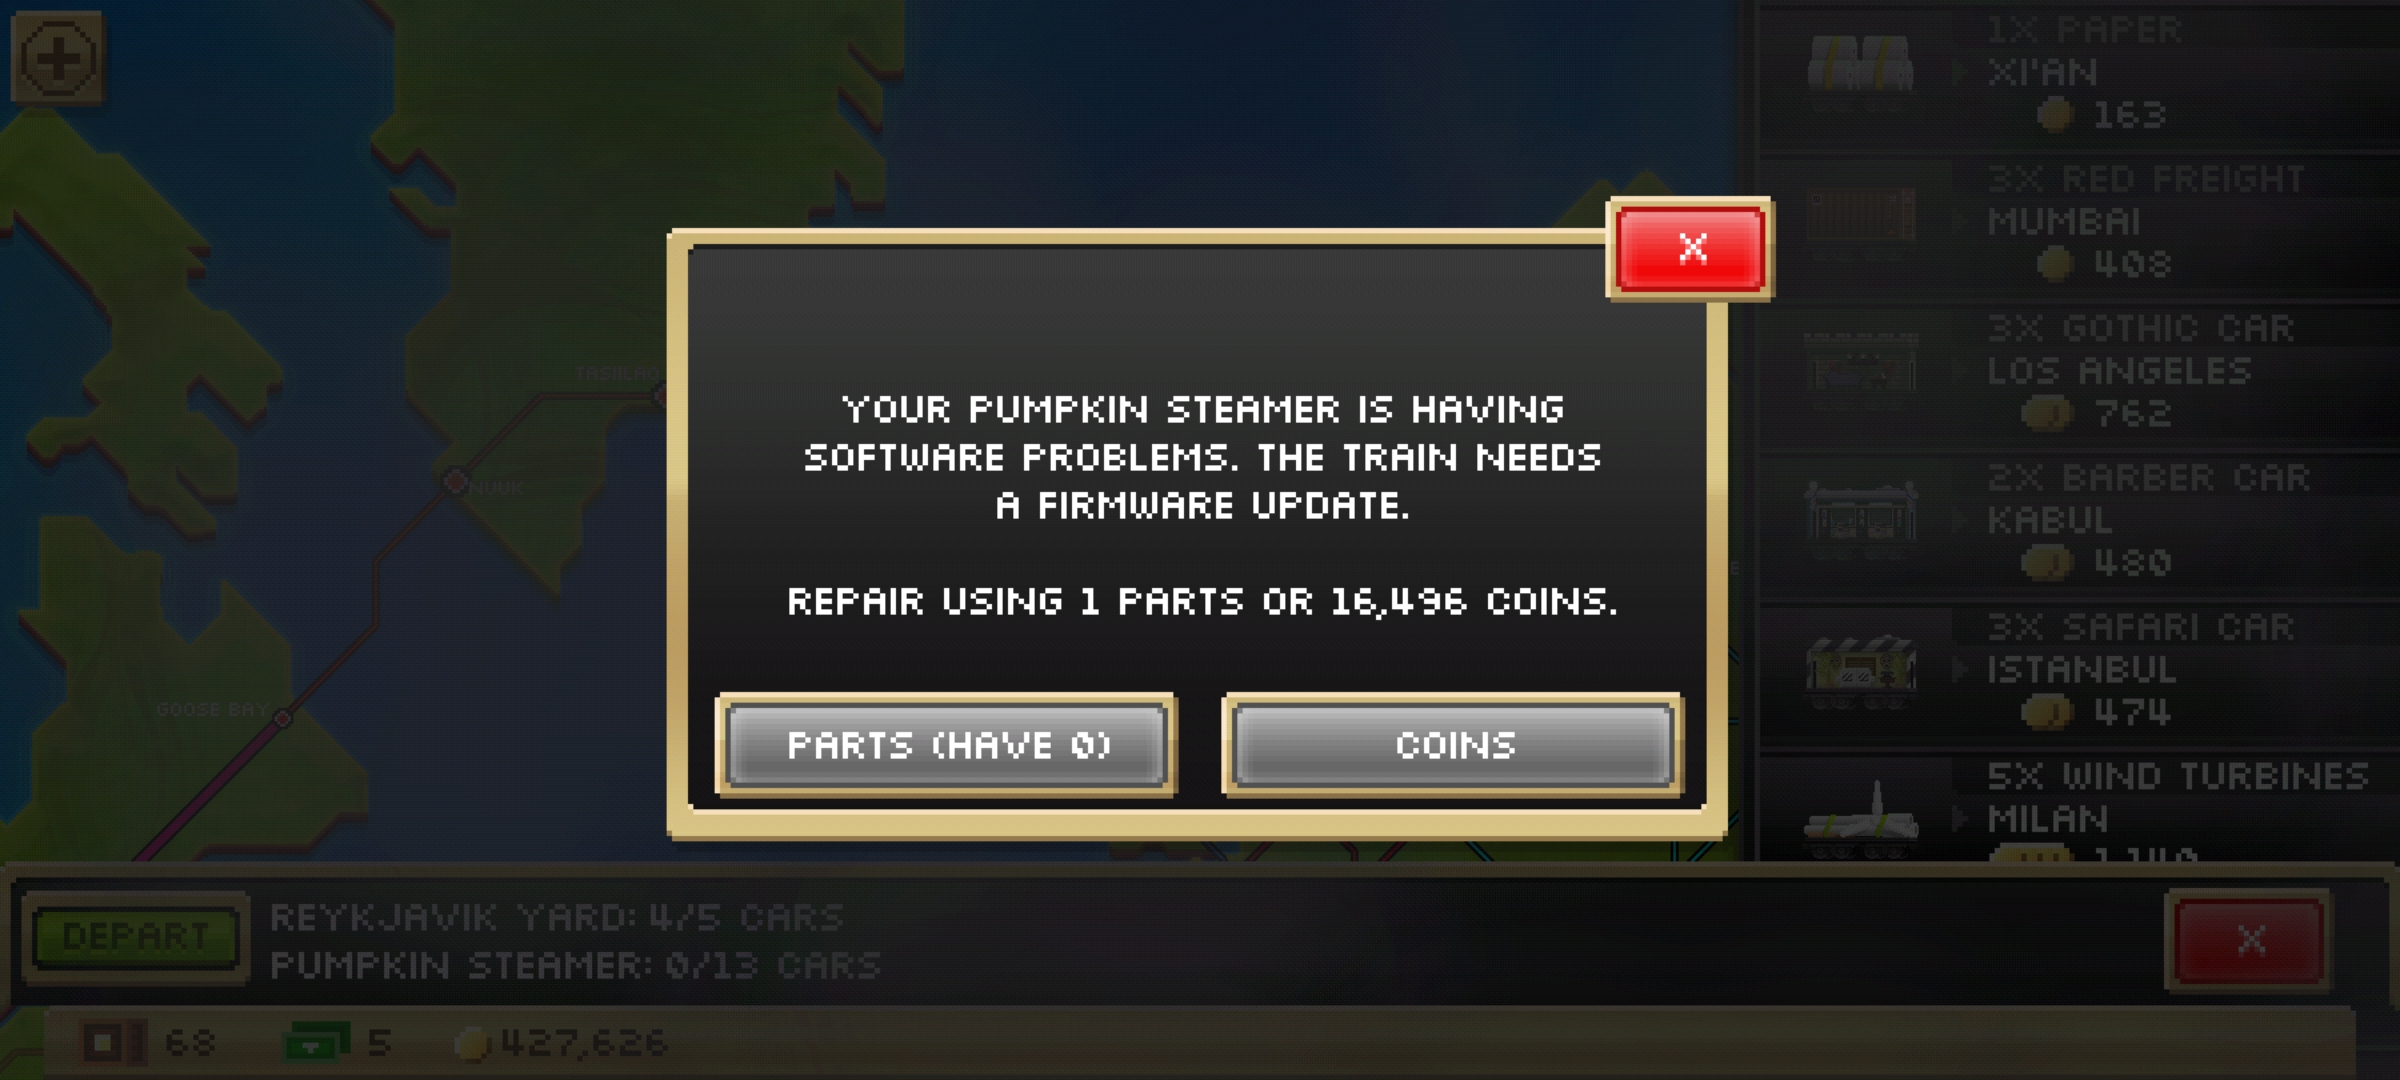 1X PAPER
XI'AN
163
3X RED FREIGHT
MUMBAI
408
3X GOTHIC CAR
LOS ANGELES
762
2X BARBER CAR
KABUL
480
3X SAFARI CAR
ISTANBUL
474
5X WIND TURBINES
MILAN
1,140
TASIILAQ
NUUK
GOOSE BAY
X
YOUR PUMPKIN STEAMER IS HAVING
SOFTWARE PROBLEMS. THE TRAIN NEEDS
A FIRMWARE UPDATE.
REPAIR USING 1 PARTS OR 16,496 COINS.
PARTS (HAVE 0)
COINS
DEPART
REYKJAVIK YARD: 4/5 CARS
PUMPKIN STEAMER: 0/13 CARS
X
68
5
427,626